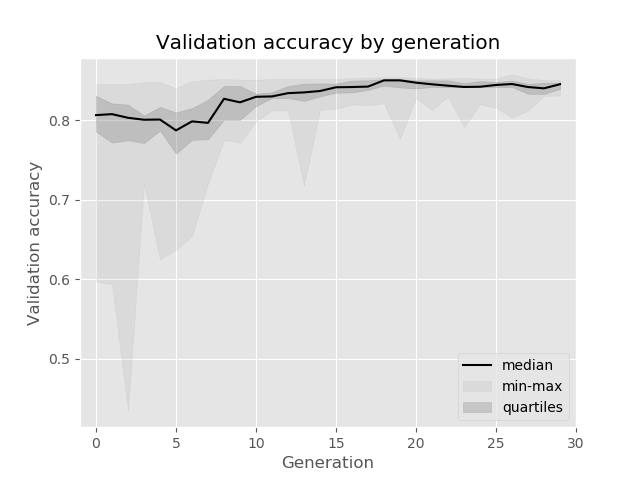 Validation accuracy by generation
Validation accuracy
0.8
0.7
0.6
0.5
median
min-max
quartiles
0 5 10 15 20 25 30
Generation